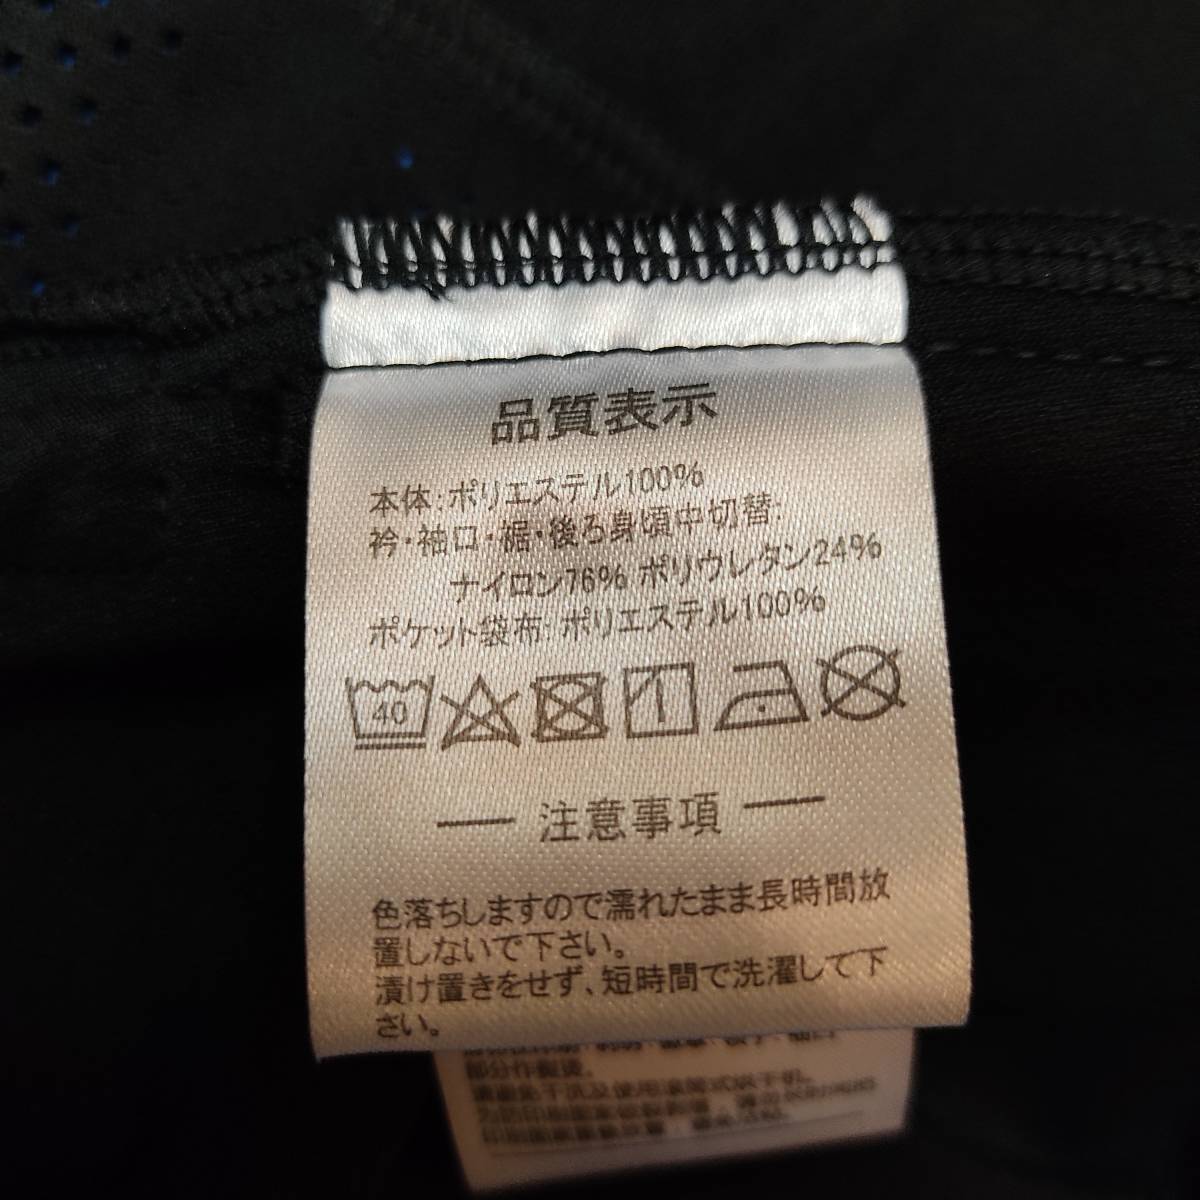 品質表示
本体:ポリエステル100%
衿・袖口・裾・後ろ身頃中切替:
ナイロン76% ポリウレタン24%
ポケット袋布:ポリエステル100%
40
注意事項
色落ちしますので濡れたまま長時間放
置しないで下さい。
漬け置きをせず、短時間で洗濯して下
さい。
部分作熨燙。